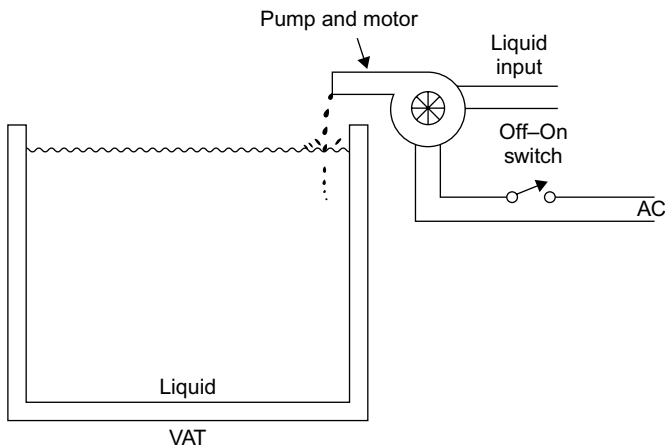 Pump and motor
Liquid
input
Off–On
switch
AC
Liquid
VAT